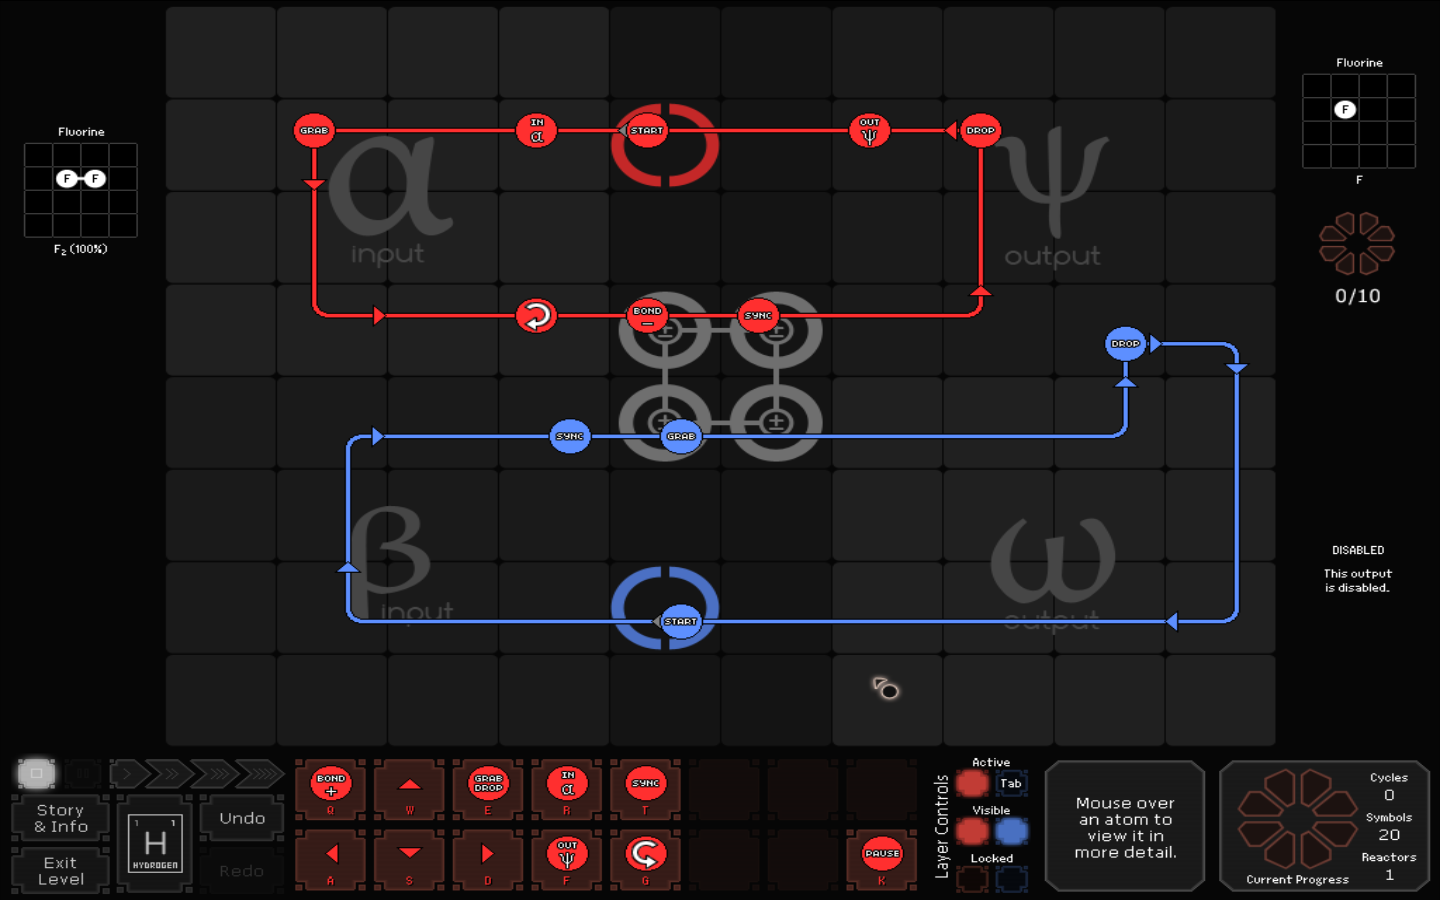 Fluorine
F F
F₂ (100%)
Fluorine
F
F
0/10
GRAB
IN
α
START
OUT
ψ
DROP
α
input
ψ
output
BOND
–
SYNC
DROP
SYNC
GRAB
β
input
ω
output
START
DISABLED
This output
is disabled.
Story
& Info
Exit
Level
1 1
H
HYDROGEN
Undo
Redo
BOND
+
Q
W
GRAB
DROP
E
IN
α
R
SYNC
T
A
S
D
OUT
ψ
F
G
PAUSE
K
Layer Controls
Active
Tab
Visible
Locked
Mouse over
an atom to
view it in
more detail.
Cycles
0
Symbols
20
Reactors
1
Current Progress